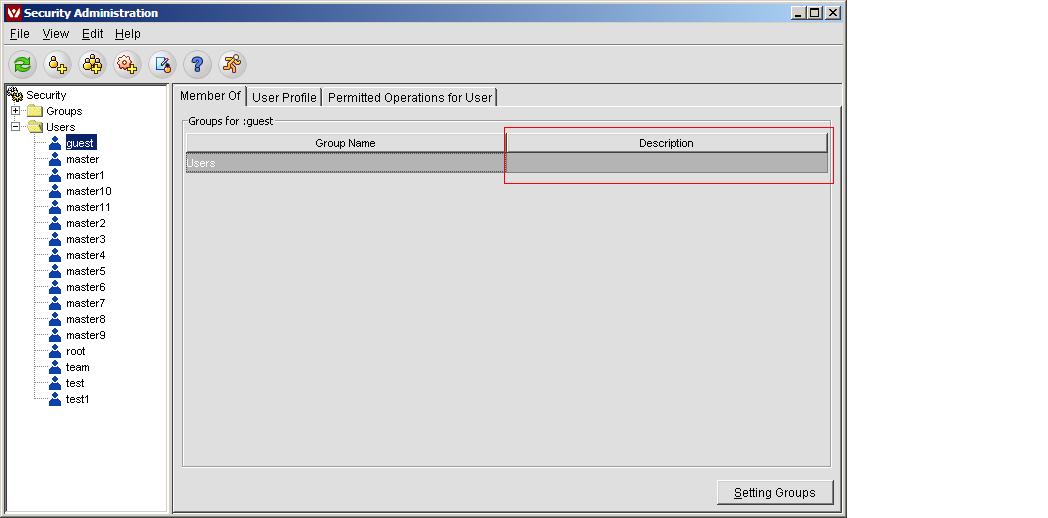 Security Administration
File View Edit Help
Security
Groups
Users
guest
master
master1
master10
master11
master2
master3
master4
master5
master6
master7
master8
master9
root
team
test
test1
Member Of User Profile Permitted Operations for User
Groups for :guest
Group Name Description
Users
Setting Groups